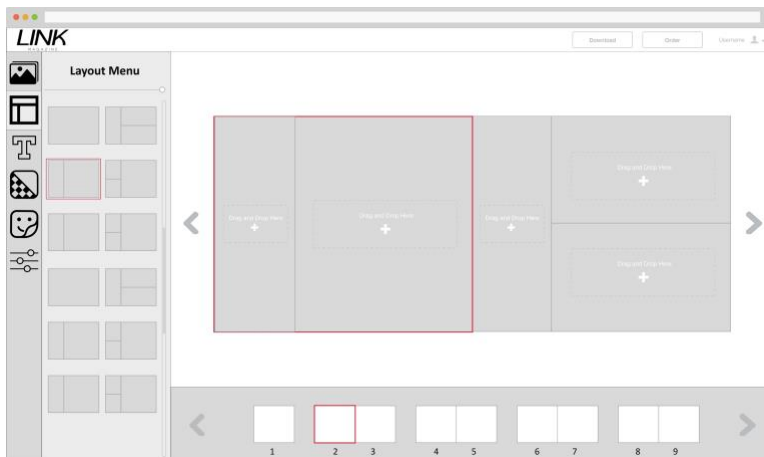 LINK
MAGAZINE
Download
Order
Username
Layout Menu
Drag and Drop Here
Drag and Drop Here
Drag and Drop Here
Drag and Drop Here
Drag and Drop Here
1 2 3 4 5 6 7 8 9